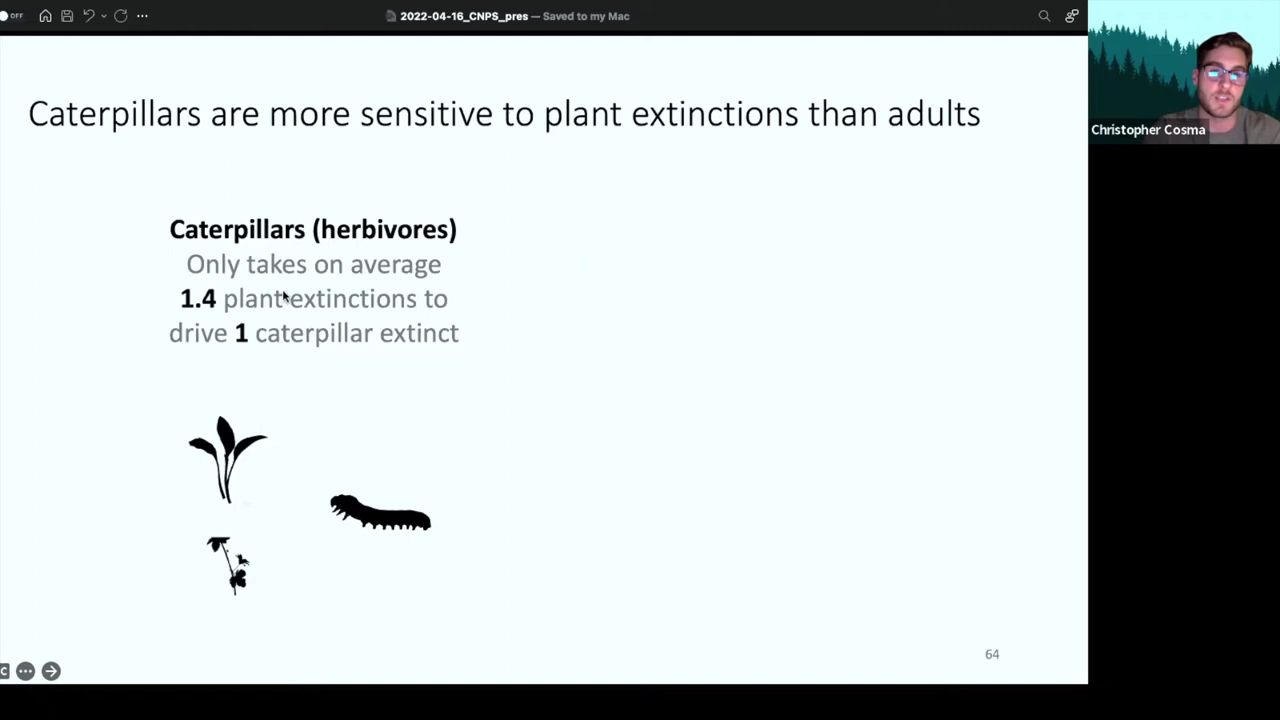 OFF
2022-04-16_CNPS_pres — Saved to my Mac
Christopher Cosma
Caterpillars are more sensitive to plant extinctions than adults
Caterpillars (herbivores)
Only takes on average
1.4 plant extinctions to
drive 1 caterpillar extinct
64